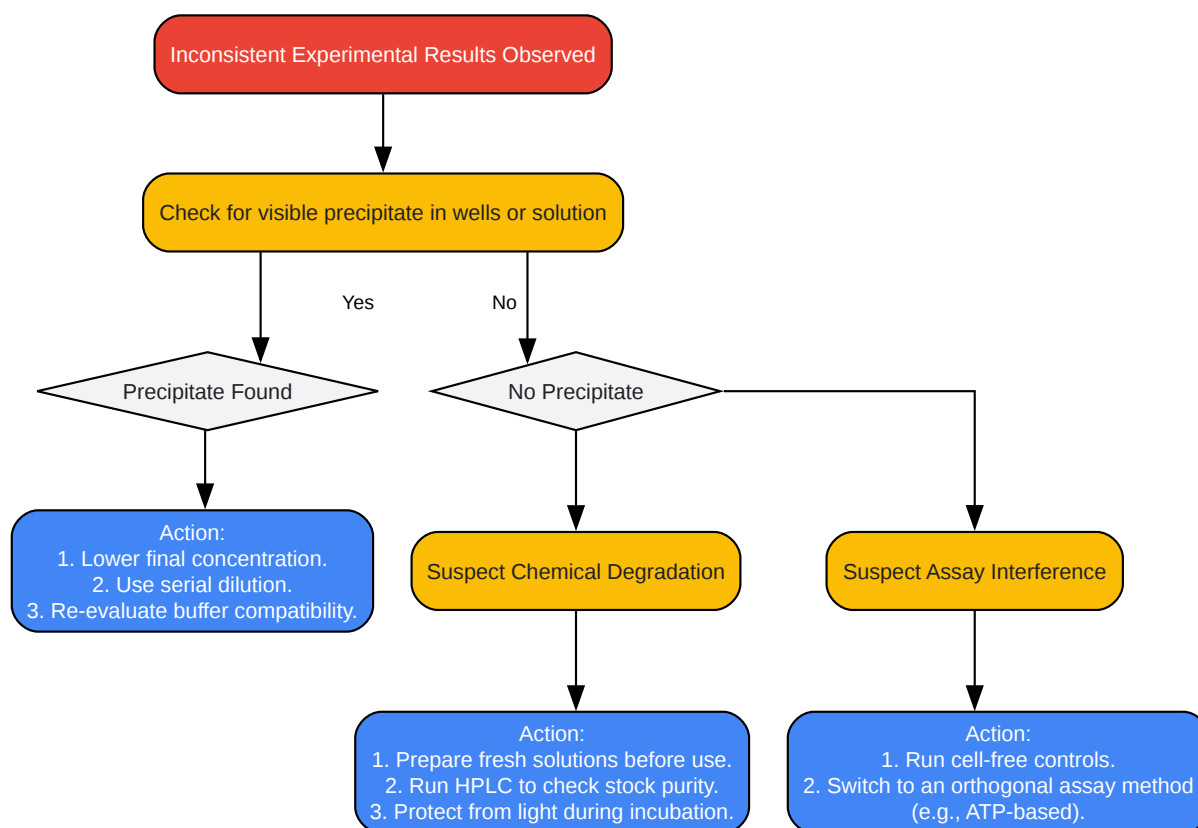 Inconsistent Experimental Results Observed
Check for visible precipitate in wells or solution
Yes
No
Precipitate Found
No Precipitate
Action:
1. Lower final concentration.
2. Use serial dilution.
3. Re-evaluate buffer compatibility.
Suspect Chemical Degradation
Suspect Assay Interference
Action:
1. Prepare fresh solutions before use.
2. Run HPLC to check stock purity.
3. Protect from light during incubation.
Action:
1. Run cell-free controls.
2. Switch to an orthogonal assay method
(e.g., ATP-based).